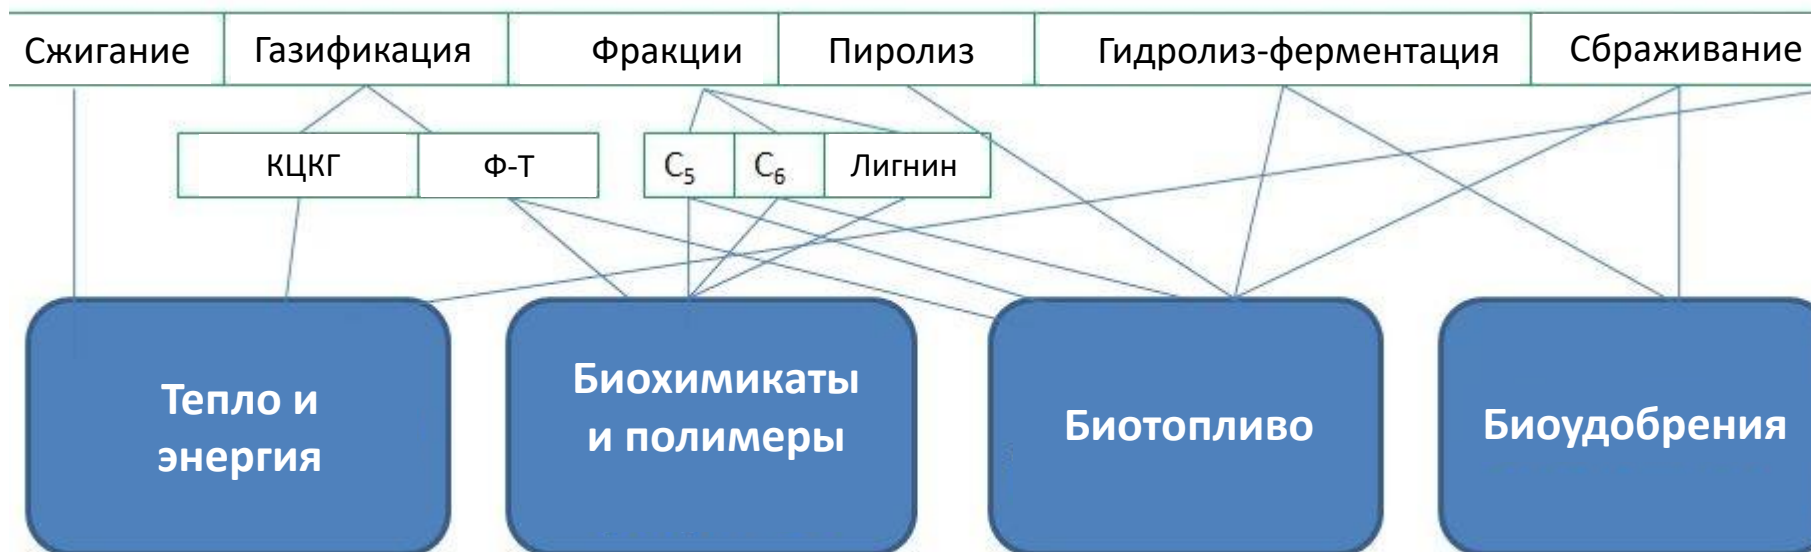 Сжигание
Газификация
Фракции
Пиролиз
Гидролиз-ферментация
Сбраживание
КЦКГ
Ф-Т
C₅
C₆
Лигнин
Тепло и
энергия
Биохимикаты
и полимеры
Биотопливо
Биоудобрения